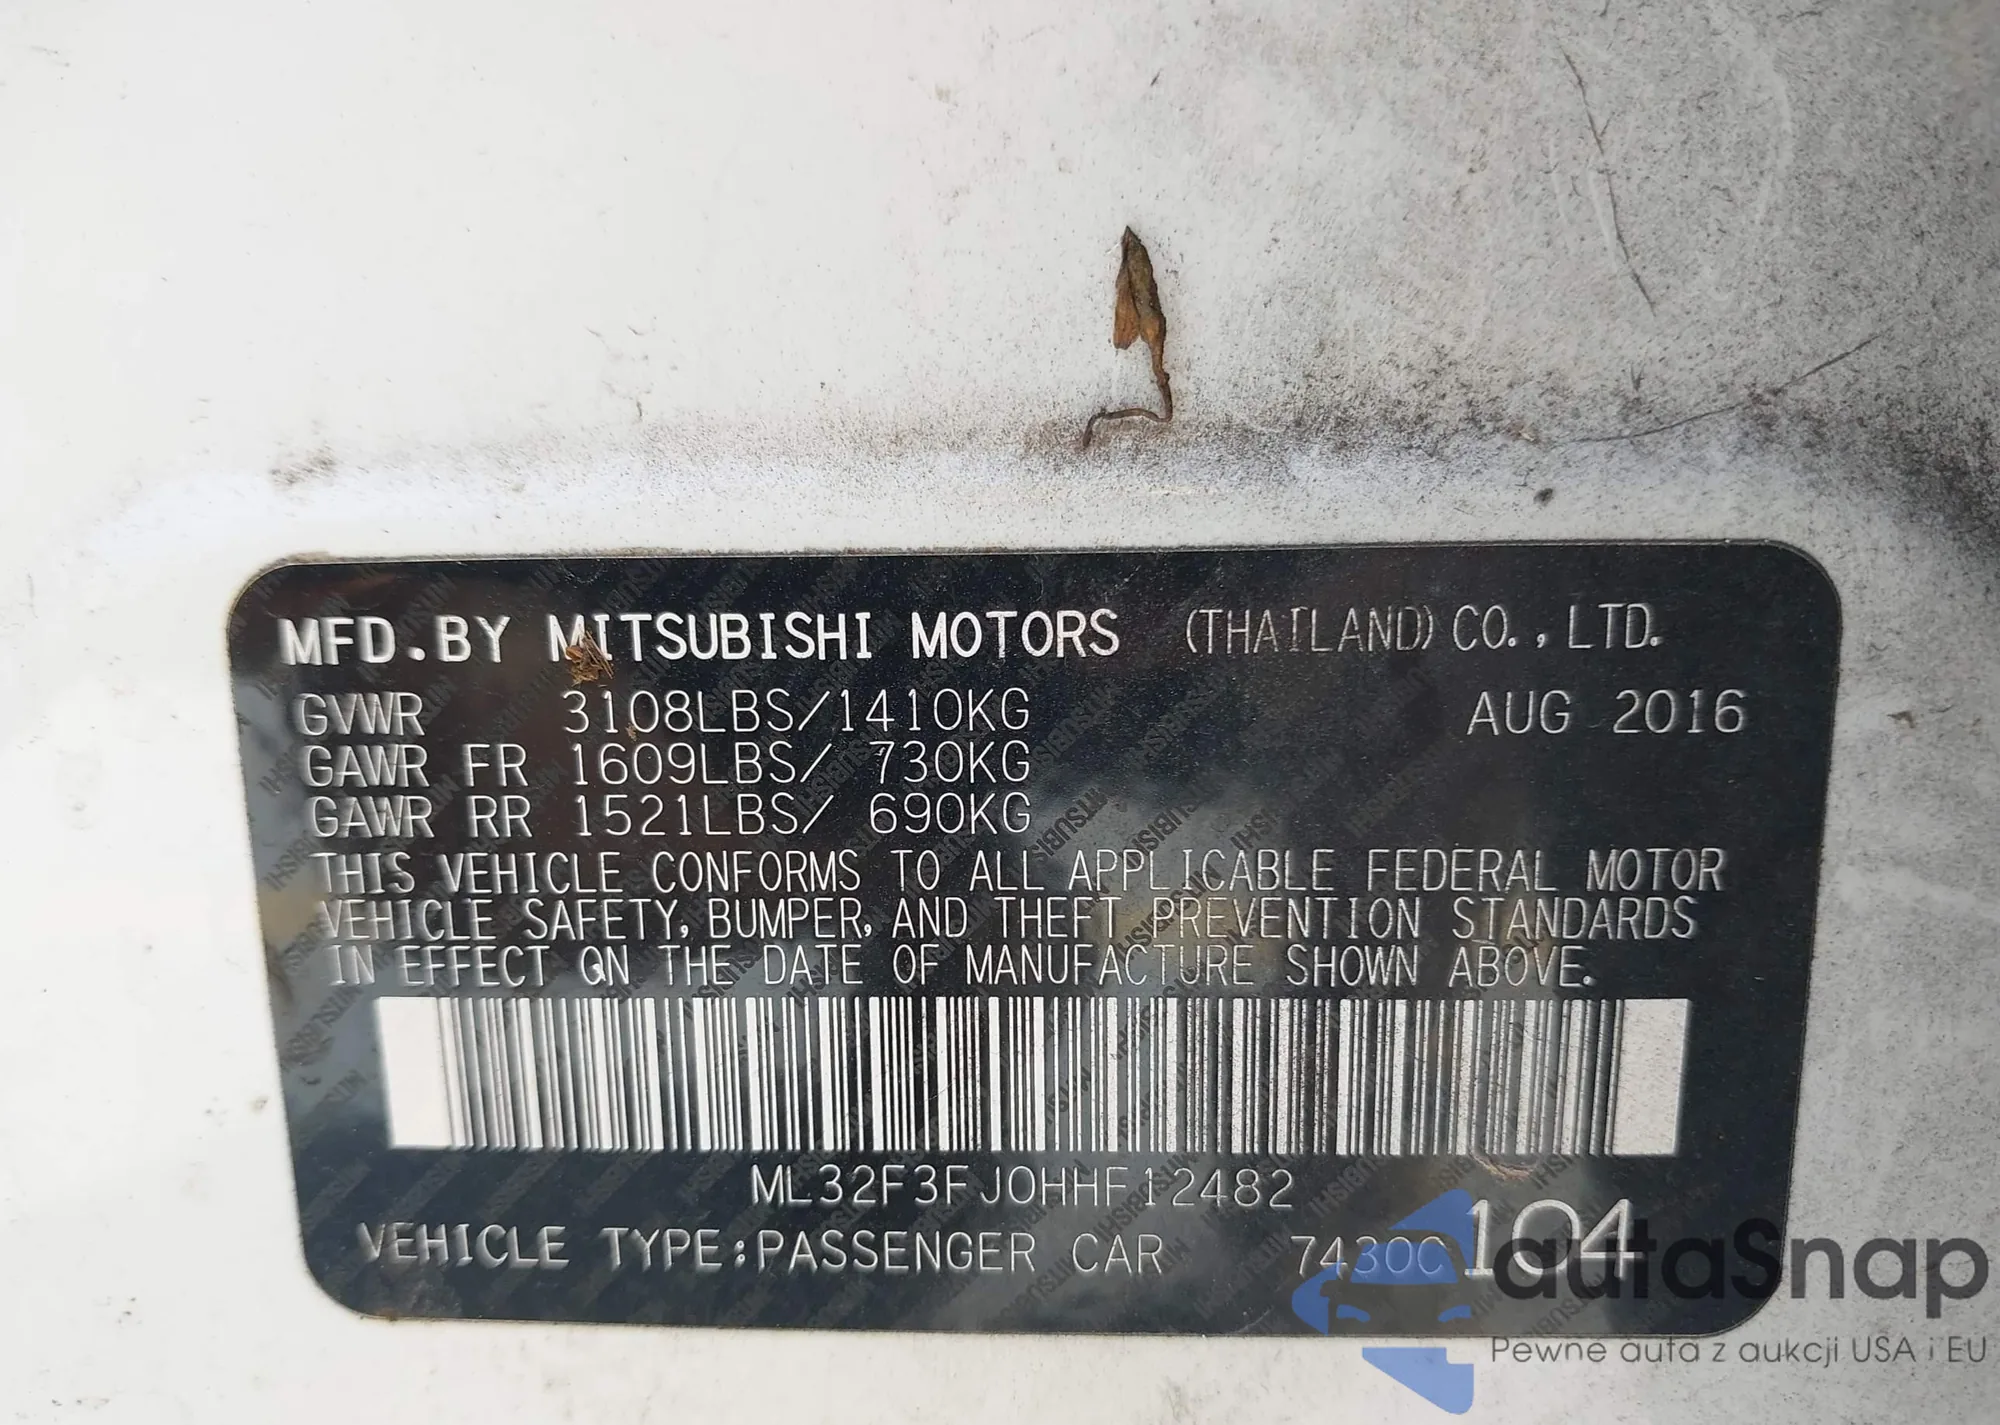 MFD.BY MITSUBISHI MOTORS (THAILAND) CO.,LTD.
GVWR 3108LBS/1410KG AUG 2016
GAWR FR 1609LBS/ 730KG
GAWR RR 1521LBS/ 690KG
THIS VEHICLE CONFORMS TO ALL APPLICABLE FEDERAL MOTOR
VEHICLE SAFETY, BUMPER, AND THEFT PREVENTION STANDARDS
IN EFFECT ON THE DATE OF MANUFACTURE SHOWN ABOVE.
ML32F3FJ0HHF12482
VEHICLE TYPE:PASSENGER CAR 7430C 104
autaSnap
Pewne auta z aukcji USA i EU